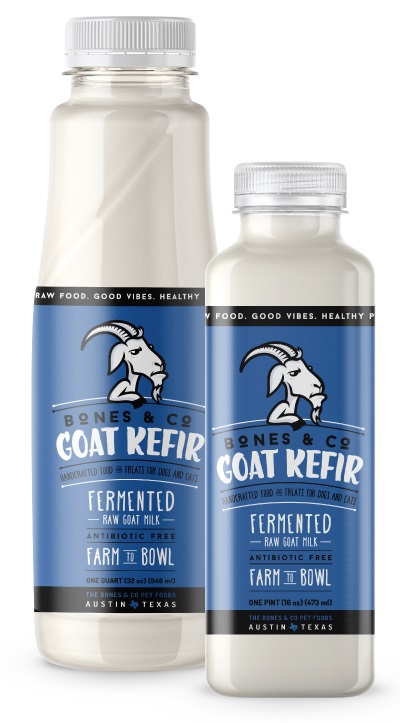 RAW FOOD. GOOD VIBES. HEALTHY
BONES & CO
GOAT KEFIR
HANDCRAFTED FOOD AND TREATS FOR DOGS AND CATS
FERMENTED
RAW GOAT MILK
ANTIBIOTIC FREE
FARM TO BOWL
ONE QUART (32 oz) (946 ml)
THE BONES & CO PET FOODS
AUSTIN TEXAS
W FOOD. GOOD VIBES. HEALTHY P
BONES & CO
GOAT KEFIR
HANDCRAFTED FOOD AND TREATS FOR DOGS AND CATS
FERMENTED
RAW GOAT MILK
ANTIBIOTIC FREE
FARM TO BOWL
ONE PINT (16 oz) (473 ml)
THE BONES & CO PET FOODS
AUSTIN TEXAS